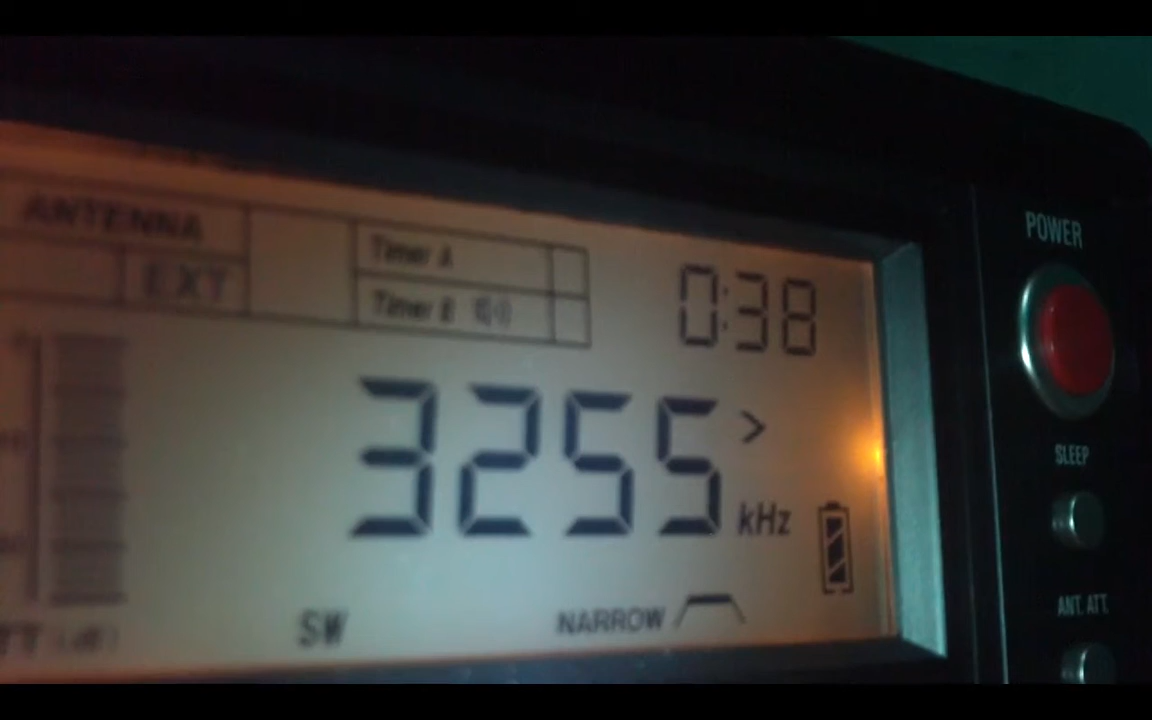 ANTENNA
EXT
Timer A
Timer B
0:38
POWER
3255 >
kHz
SLEEP
ANT. ATT.
SW
NARROW